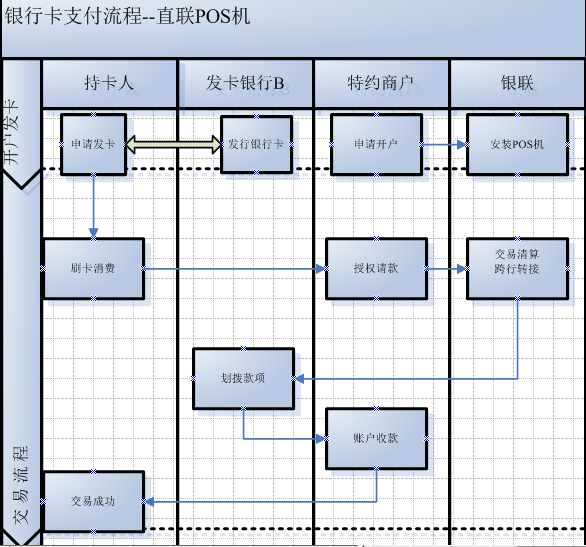 银行卡支付流程--直联POS机
持卡人
发卡银行B
特约商户
银联
开户发卡
申请发卡
发行银行卡
申请开户
安装POS机
刷卡消费
授权请款
交易清算
跨行转接
划拨款项
账户收款
交易流程
交易成功